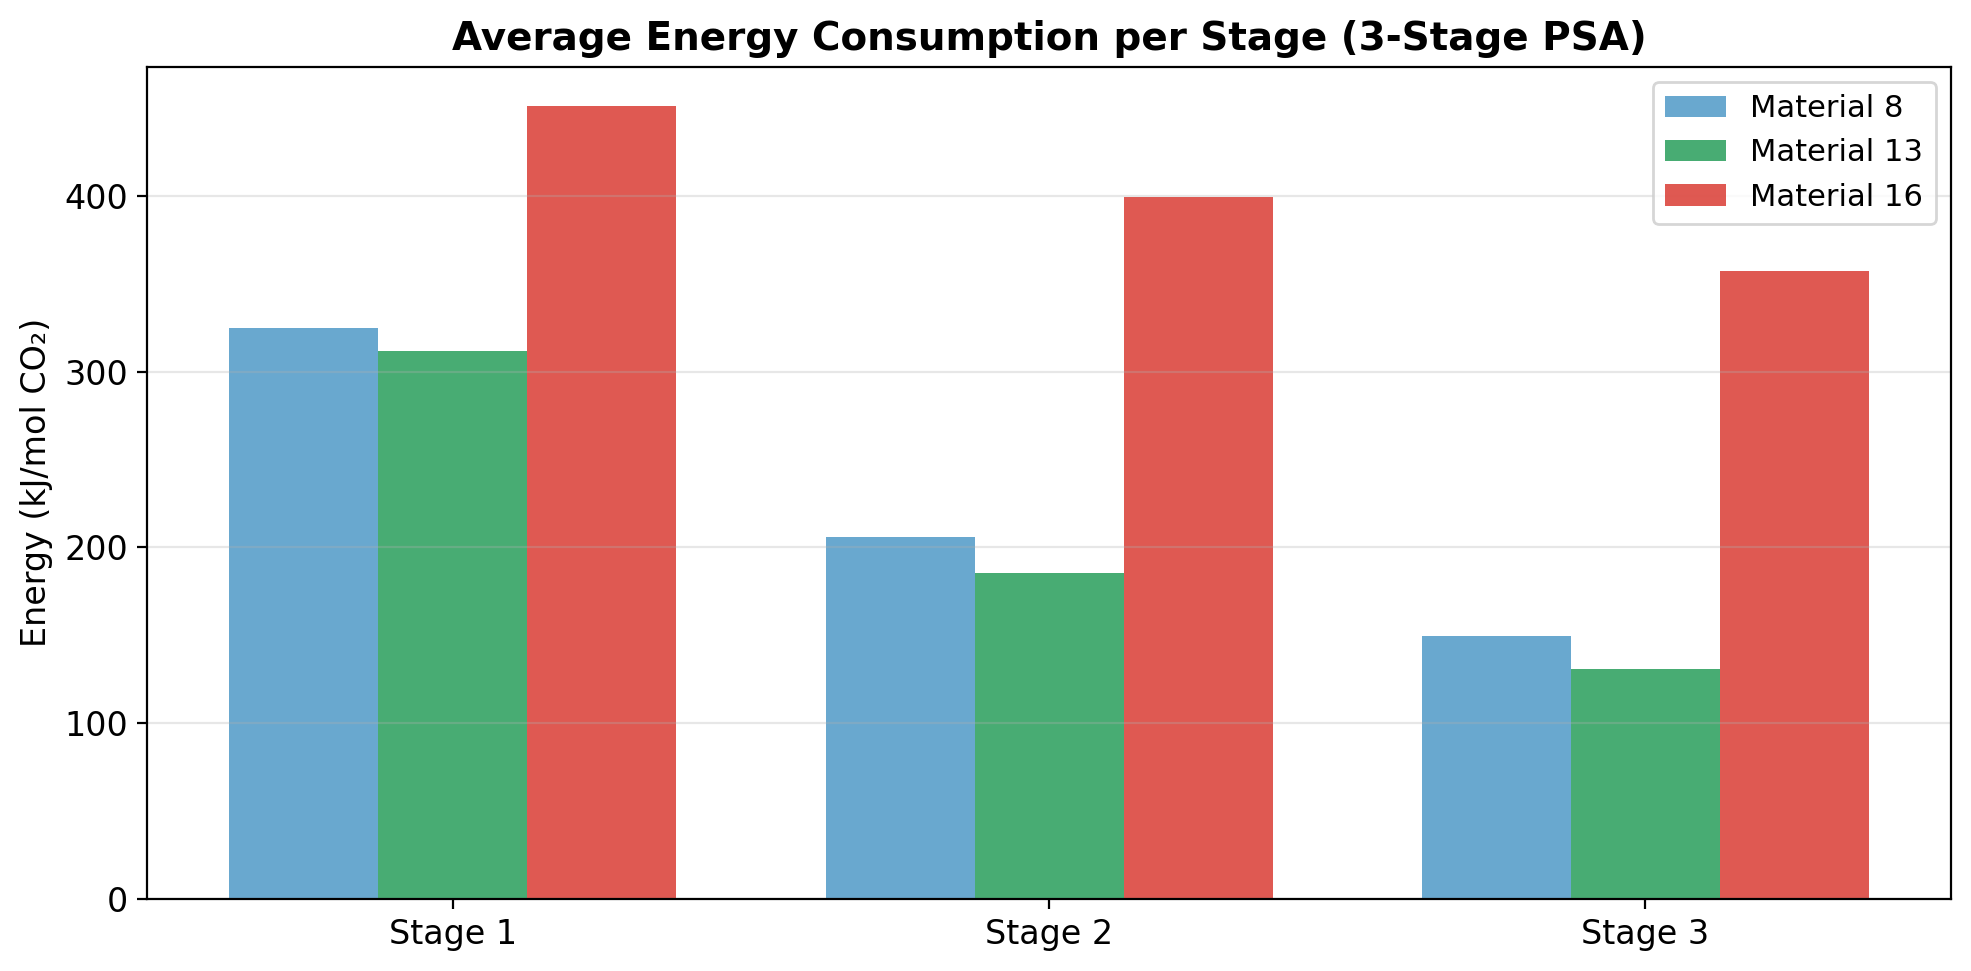 Average Energy Consumption per Stage (3-Stage PSA)
Material 8
Material 13
Material 16
Energy (kJ/mol CO₂)
400
300
200
100
0
Stage 1
Stage 2
Stage 3